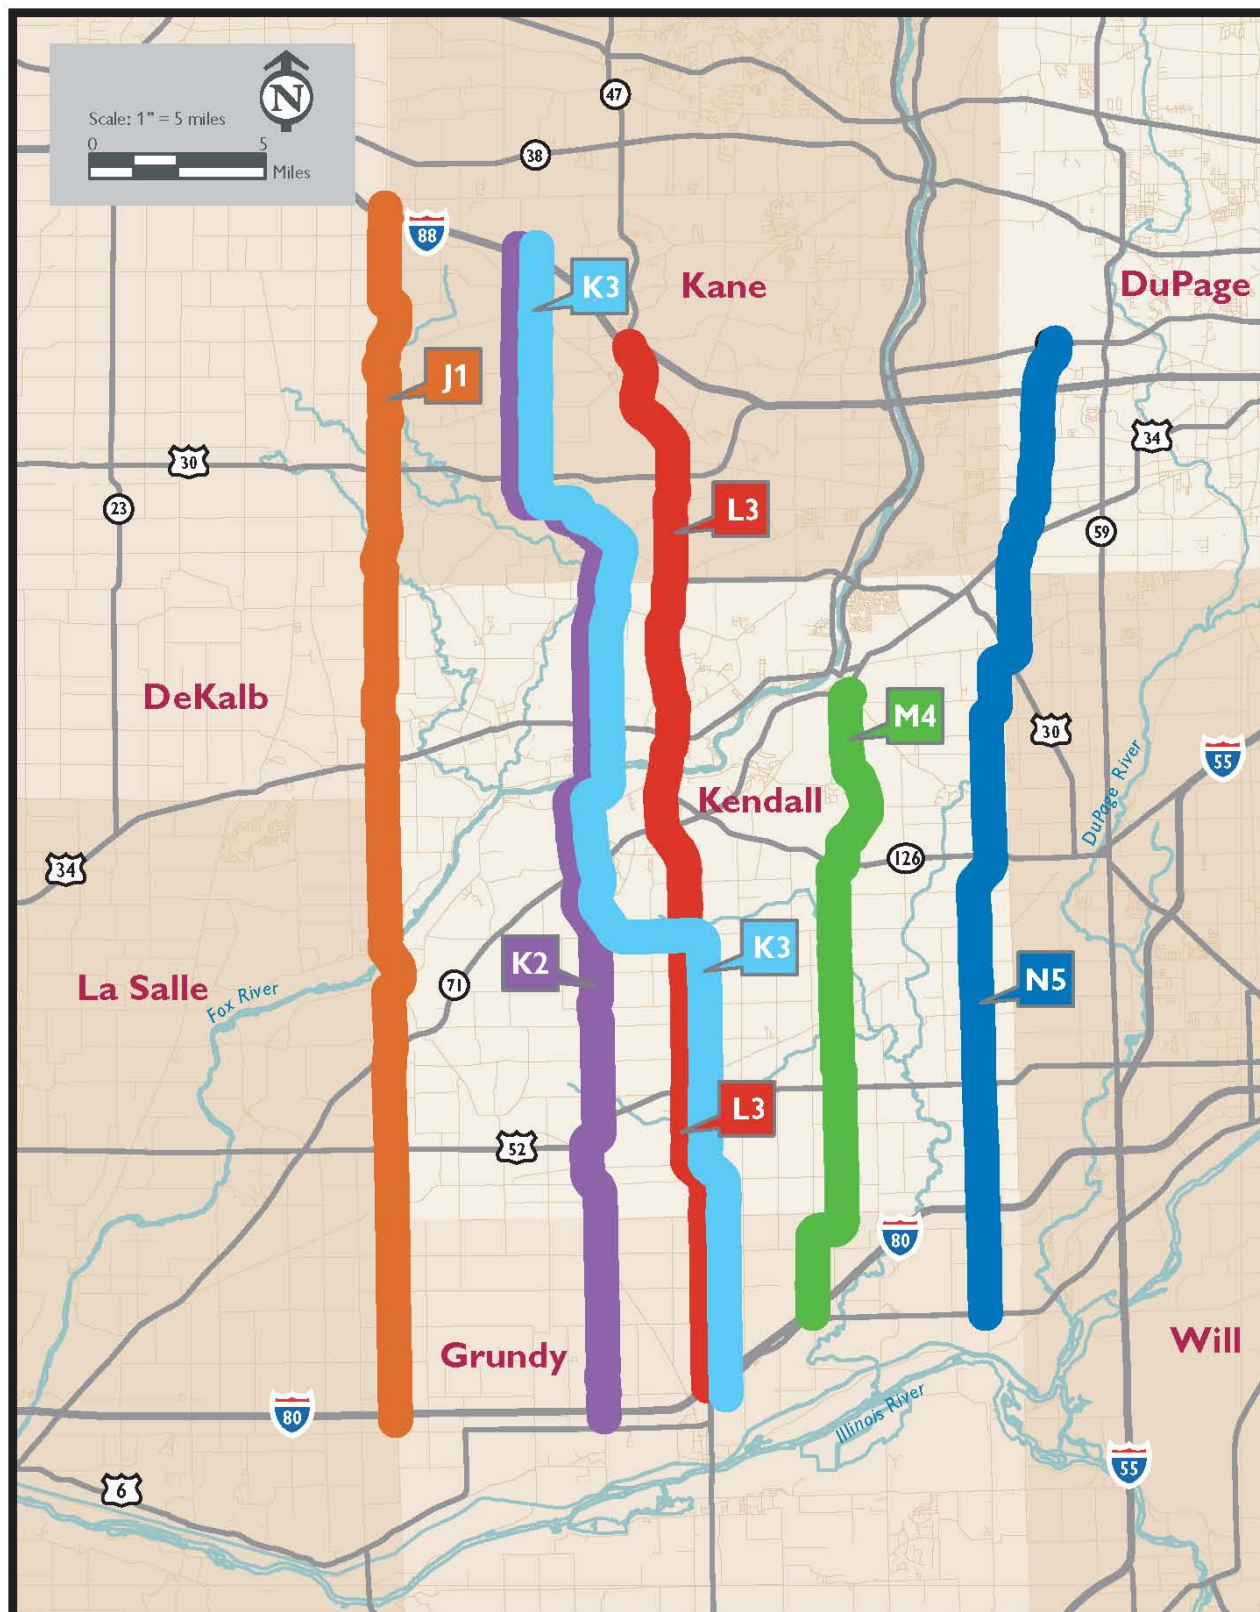 47
Scale: 1" = 5 miles
N
0 5
Miles
38
88
K3
Kane
DuPage
J1
34
30
23
L3
59
DeKalb
M4
30
55
DuPage River
Kendall
34
126
K2
K3
La Salle
Fox River
71
N5
L3
52
80
Grundy
Will
80
Illinois River
6
55